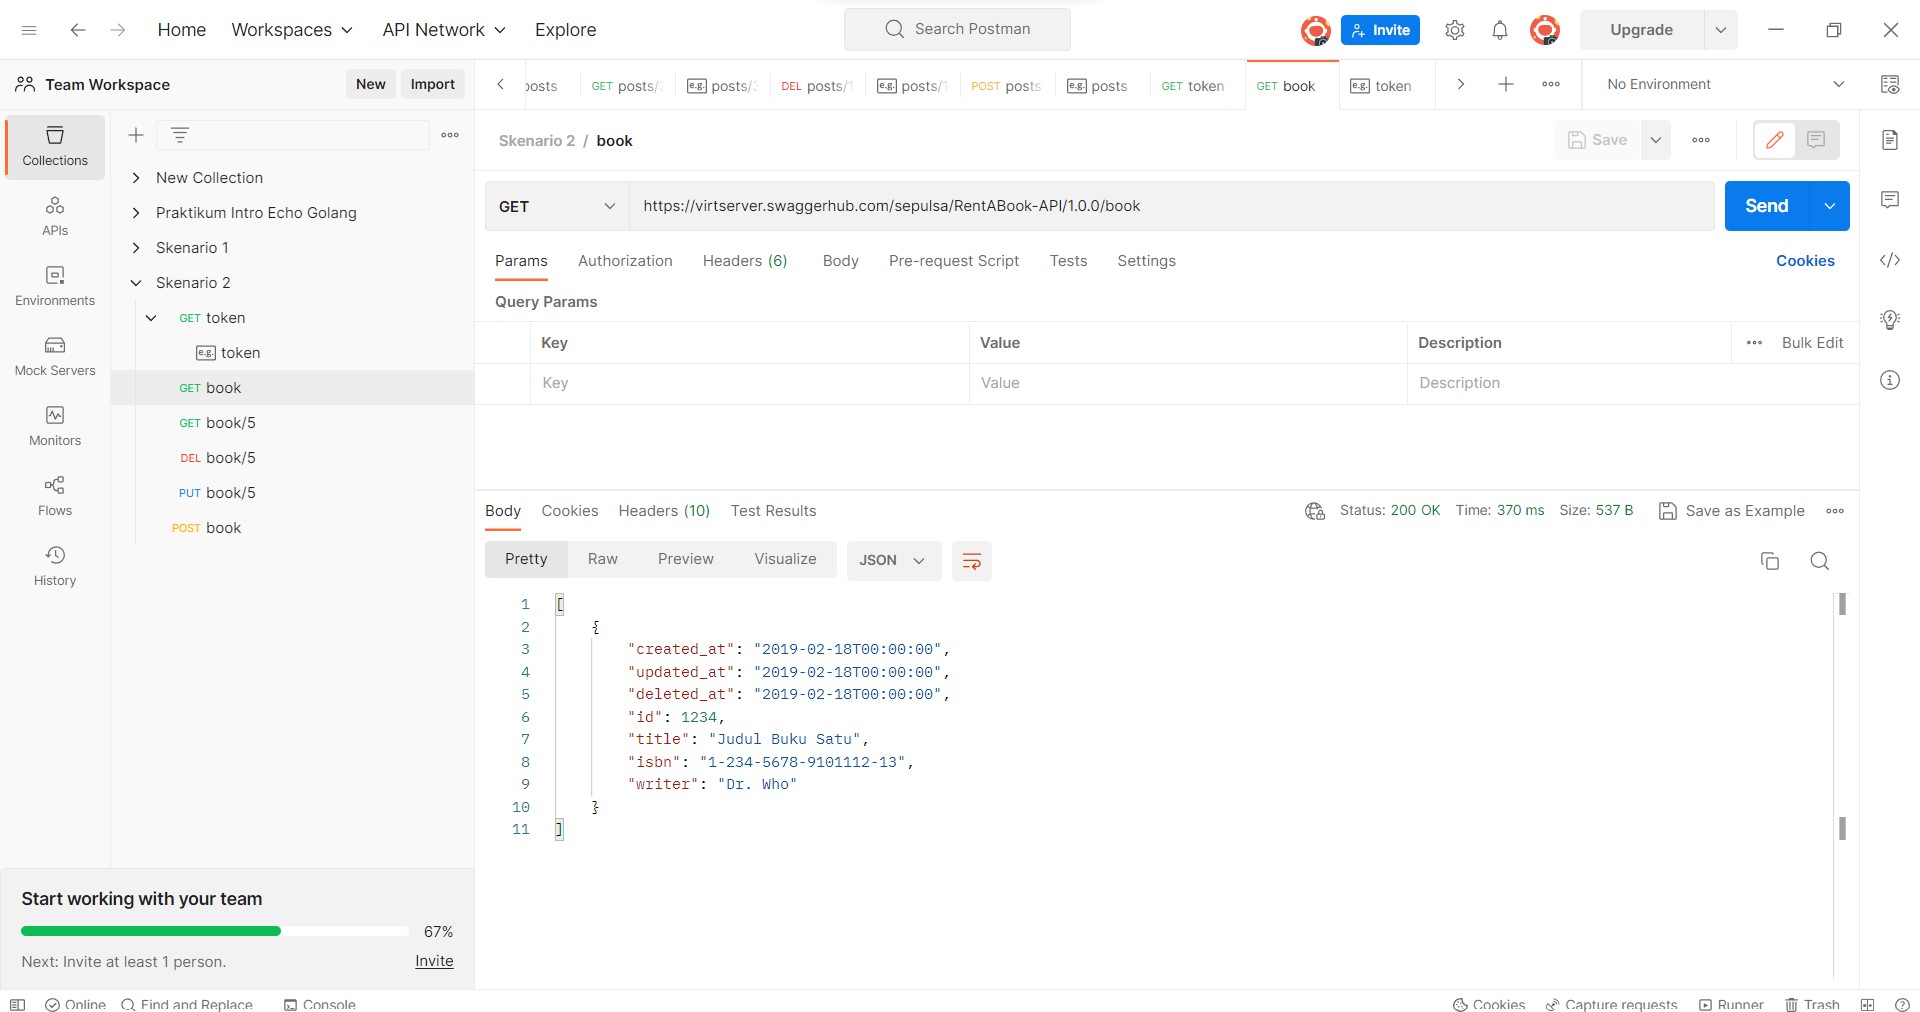 Home Workspaces API Network Explore Search Postman Invite Upgrade
Team Workspace New Import
posts GET posts/ e.g. posts/ DEL posts/1 e.g. posts/1 POST posts e.g. posts GET token GET book e.g. token No Environment
Collections
APIs
Environments
Mock Servers
Monitors
Flows
History
New Collection
Praktikum Intro Echo Golang
Skenario 1
Skenario 2
GET token
e.g. token
GET book
GET book/5
DEL book/5
PUT book/5
POST book
Skenario 2 / book Save
GET https://virtserver.swaggerhub.com/sepulsa/RentABook-API/1.0.0/book Send
Params Authorization Headers (6) Body Pre-request Script Tests Settings Cookies
Query Params
Key Value Description Bulk Edit
Key Value Description
Body Cookies Headers (10) Test Results Status: 200 OK Time: 370 ms Size: 537 B Save as Example
Pretty Raw Preview Visualize JSON
1 [
2 {
3 "created_at": "2019-02-18T00:00:00",
4 "updated_at": "2019-02-18T00:00:00",
5 "deleted_at": "2019-02-18T00:00:00",
6 "id": 1234,
7 "title": "Judul Buku Satu",
8 "isbn": "1-234-5678-9101112-13",
9 "writer": "Dr. Who"
10 }
11 ]
Start working with your team
67%
Next: Invite at least 1 person. Invite
Online Find and Replace Console Cookies Capture requests Runner Trash